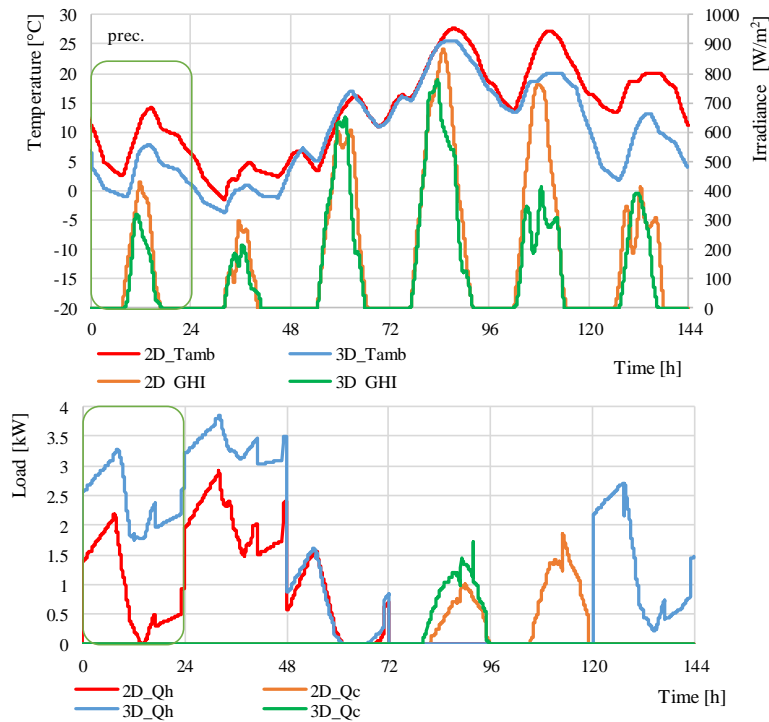 Temperature [°C]
Irradiance [W/m²]
prec.
30
25
20
15
10
5
0
-5
-10
-15
-20
1000
900
800
700
600
500
400
300
200
100
0
0 24 48 72 96 120 144
2D_Tamb 3D_Tamb
2D GHI 3D GHI
Time [h]
Load [kW]
4
3.5
3
2.5
2
1.5
1
0.5
0
0 24 48 72 96 120 144
2D_Qh 2D_Qc
3D_Qh 3D_Qc
Time [h]